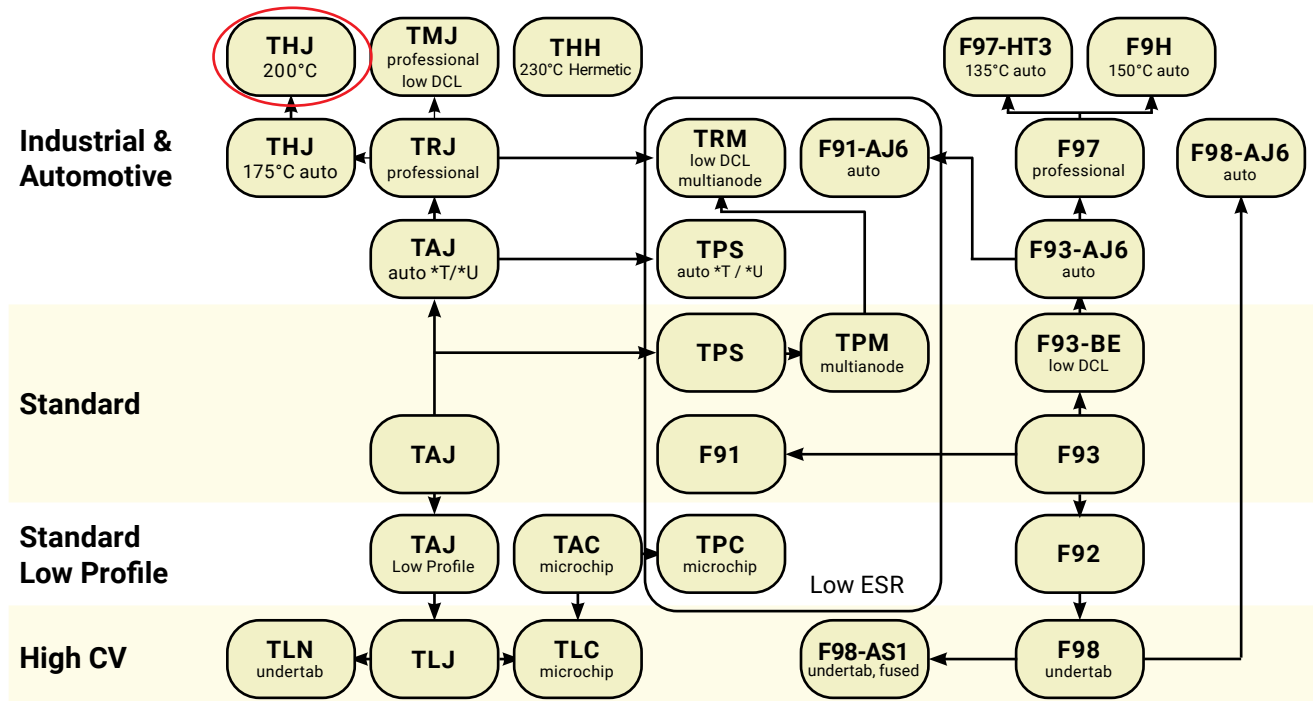 THJ
200°C
TMJ
professional
low DCL
THH
230°C Hermetic
F97-HT3
135°C auto
F9H
150°C auto
Industrial &
Automotive
THJ
175°C auto
TRJ
professional
TRM
low DCL
multianode
F91-AJ6
auto
F97
professional
F98-AJ6
auto
TAJ
auto *T/*U
TPS
auto *T / *U
F93-AJ6
auto
Standard
TPS
TPM
multianode
F93-BE
low DCL
TAJ
F91
F93
Standard
Low Profile
TAJ
Low Profile
TAC
microchip
TPC
microchip
Low ESR
F92
High CV
TLN
undertab
TLJ
TLC
microchip
F98-AS1
undertab, fused
F98
undertab